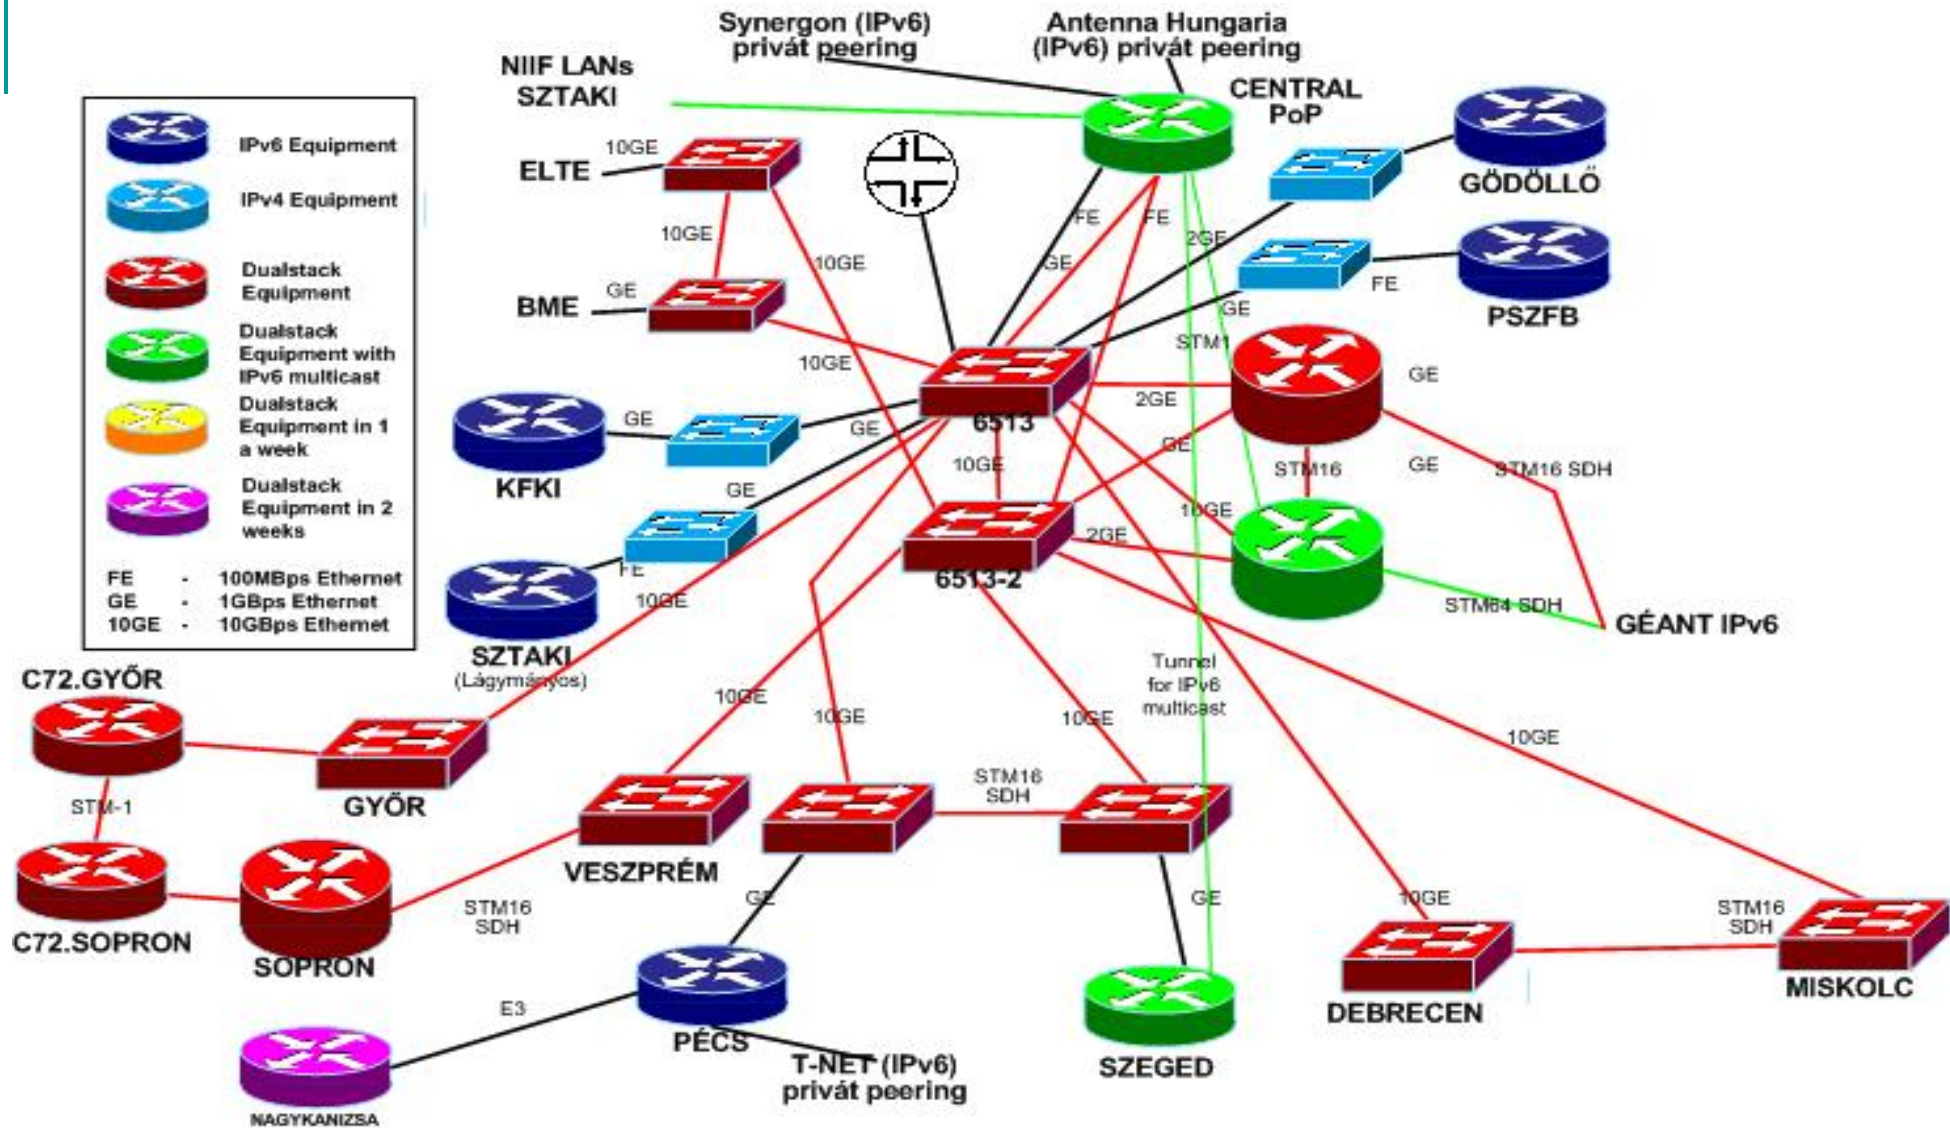 Synergon (IPv6)
privát peering
Antenna Hungaria
(IPv6) privát peering
NIIF LANs
SZTAKI
CENTRAL
PoP
IPv6 Equipment
IPv4 Equipment
Dualstack
Equipment
Dualstack
Equipment with
IPv6 multicast
Dualstack
Equipment in 1
a week
Dualstack
Equipment in 2
weeks
FE - 100MBps Ethernet
GE - 1GBps Ethernet
10GE - 10GBps Ethernet
ELTE
10GE
10GE
10GE
BME
GE
10GE
FE
FE
GE
2GE
GÖDÖLLŐ
FE
GE
PSZFB
STM1
2GE
GE
GE
GE
STM16
STM16 SDH
KFKI
GE
GE
6513
10GE
GE
10GE
2GE
6513-2
FE
10GE
SZTAKI
(Lágymányos)
STM64 SDH
GÉANT IPv6
C72.GYŐR
GYŐR
STM-1
C72.SOPRON
SOPRON
STM16
SDH
VESZPRÉM
10GE
10GE
10GE
Tunnel
for IPv6
multicast
10GE
STM16
SDH
GE
GE
10GE
STM16
SDH
MISKOLC
DEBRECEN
E3
PÉCS
T-NET (IPv6)
privát peering
SZEGED
NAGYKANIZSA